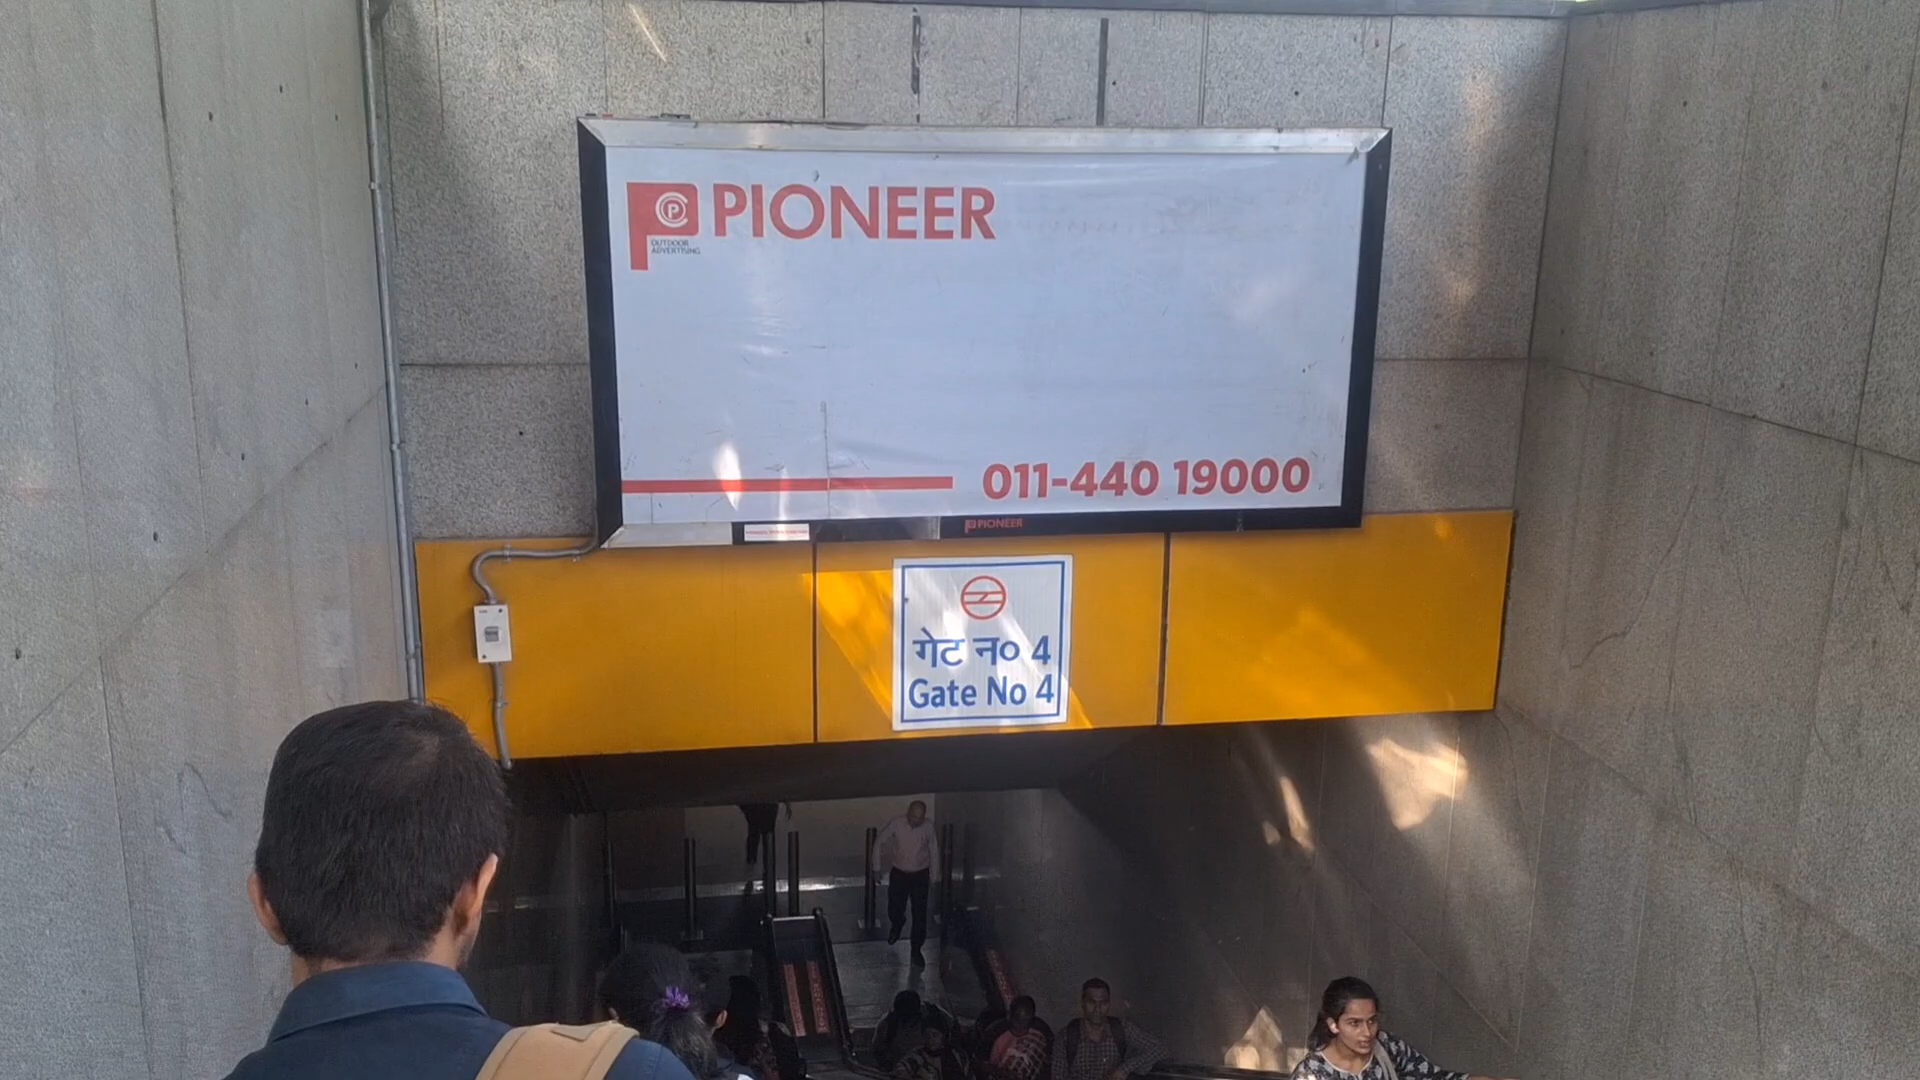 PIONEER
OUTDOOR
ADVERTISING
011-440 19000
PIONEER
गेट न० 4
Gate No 4